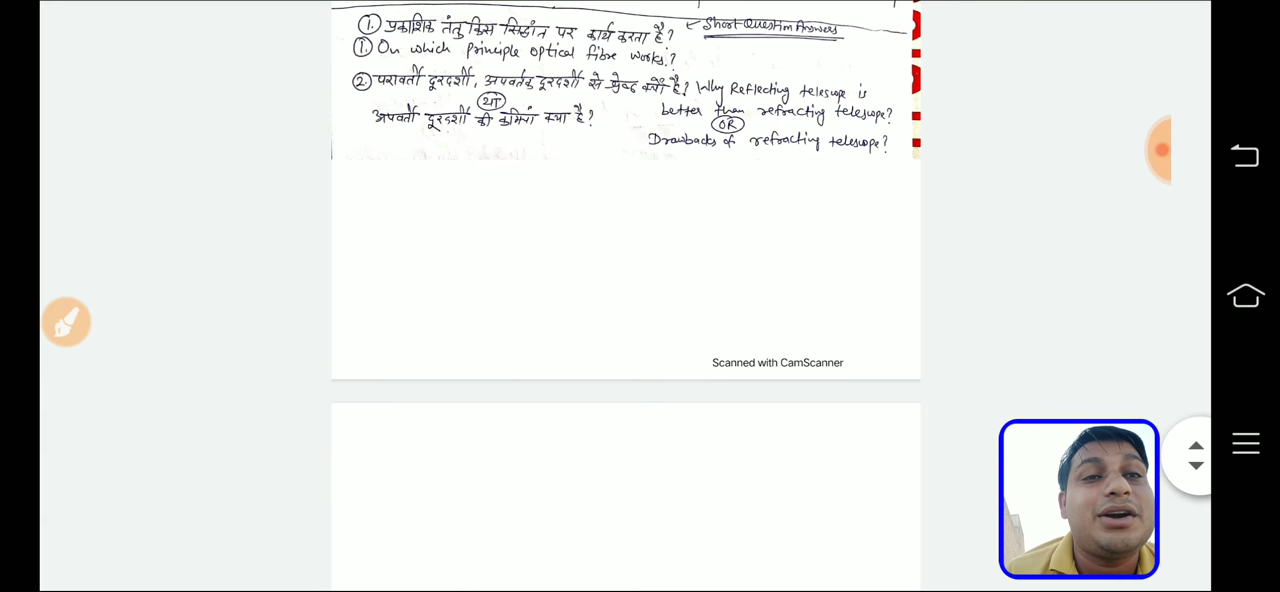 ① प्रकाशिक तंतु किस सिद्धांत पर कार्य करता है? ← Short Question Answers
① On which principle optical fibre works?
② परावर्ती दूरदर्शी, अपवर्तक दूरदर्शी से श्रेष्ठ क्यों है? Why Reflecting telescope is
better than refracting telescope?
या
OR
अपवर्ती दूरदर्शी की कमियां क्या है?
Drawbacks of refracting telescope?
Scanned with CamScanner